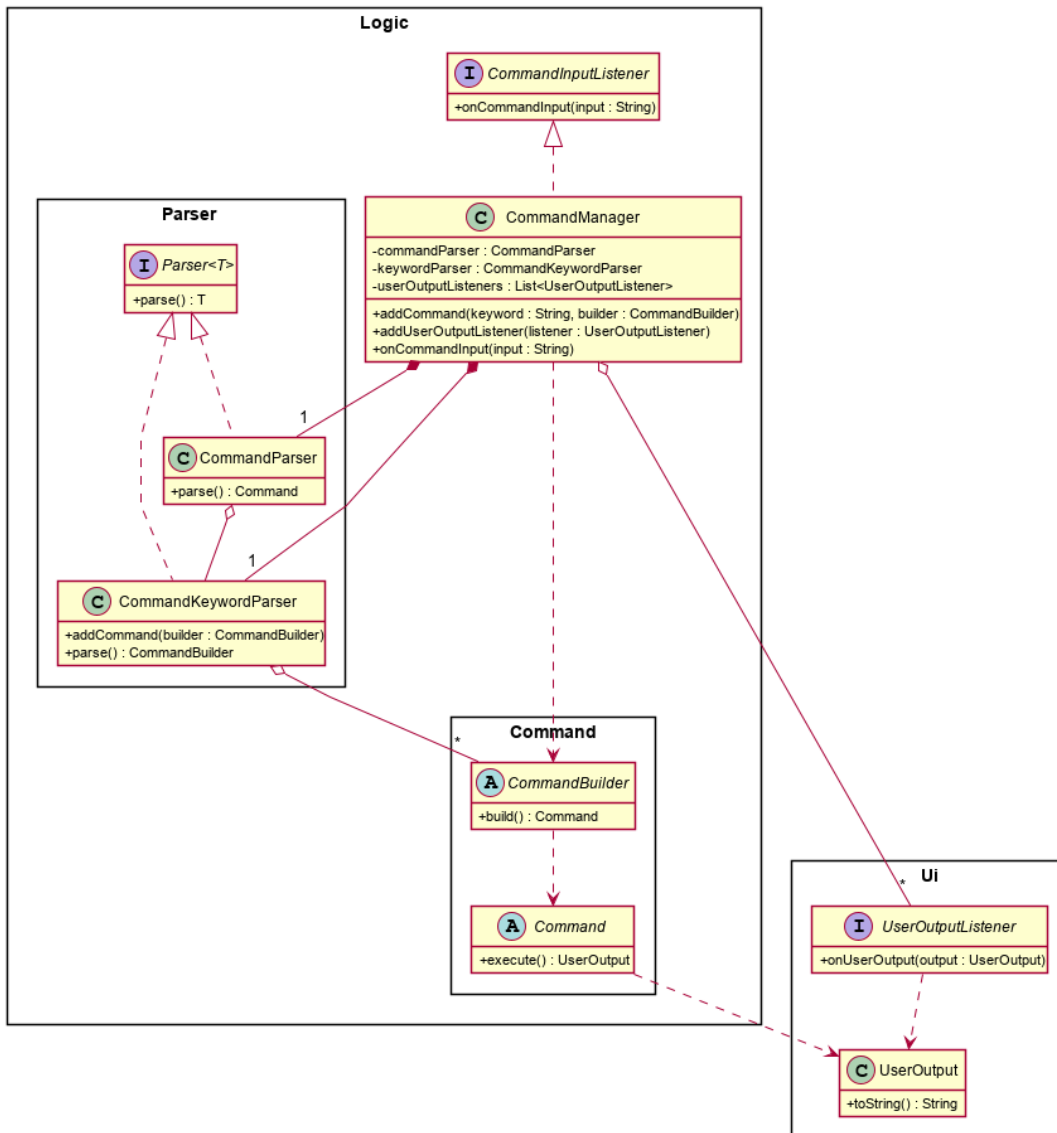 Logic
I CommandInputListener
+onCommandInput(input : String)
C CommandManager
-commandParser : CommandParser
-keywordParser : CommandKeywordParser
-userOutputListeners : List<UserOutputListener>
+addCommand(keyword : String, builder : CommandBuilder)
+addUserOutputListener(listener : UserOutputListener)
+onCommandInput(input : String)
Parser
I Parser<T>
+parse() : T
1
C CommandParser
+parse() : Command
1
C CommandKeywordParser
+addCommand(builder : CommandBuilder)
+parse() : CommandBuilder
Command
*
A CommandBuilder
+build() : Command
A Command
+execute() : UserOutput
Ui
*
I UserOutputListener
+onUserOutput(output : UserOutput)
C UserOutput
+toString() : String